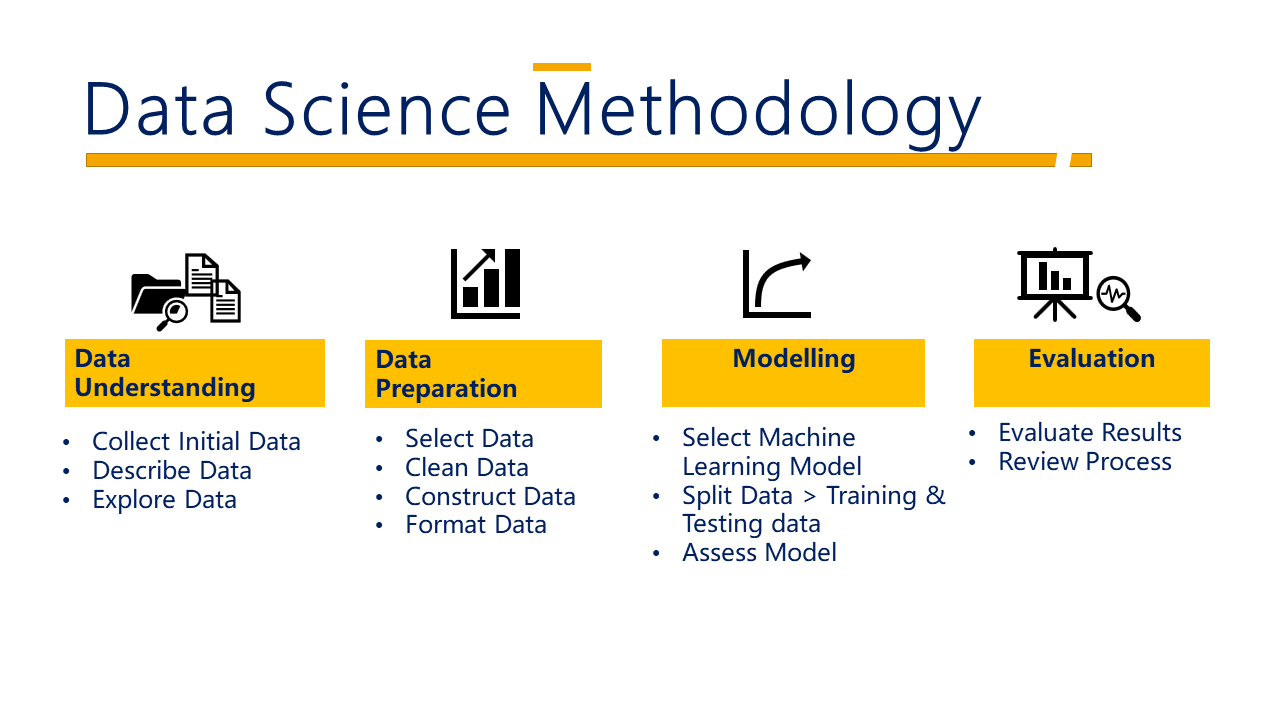 Data Science Methodology
Data
Understanding
• Collect Initial Data
• Describe Data
• Explore Data
Data
Preparation
• Select Data
• Clean Data
• Construct Data
• Format Data
Modelling
• Select Machine
Learning Model
• Split Data > Training &
Testing data
• Assess Model
Evaluation
• Evaluate Results
• Review Process